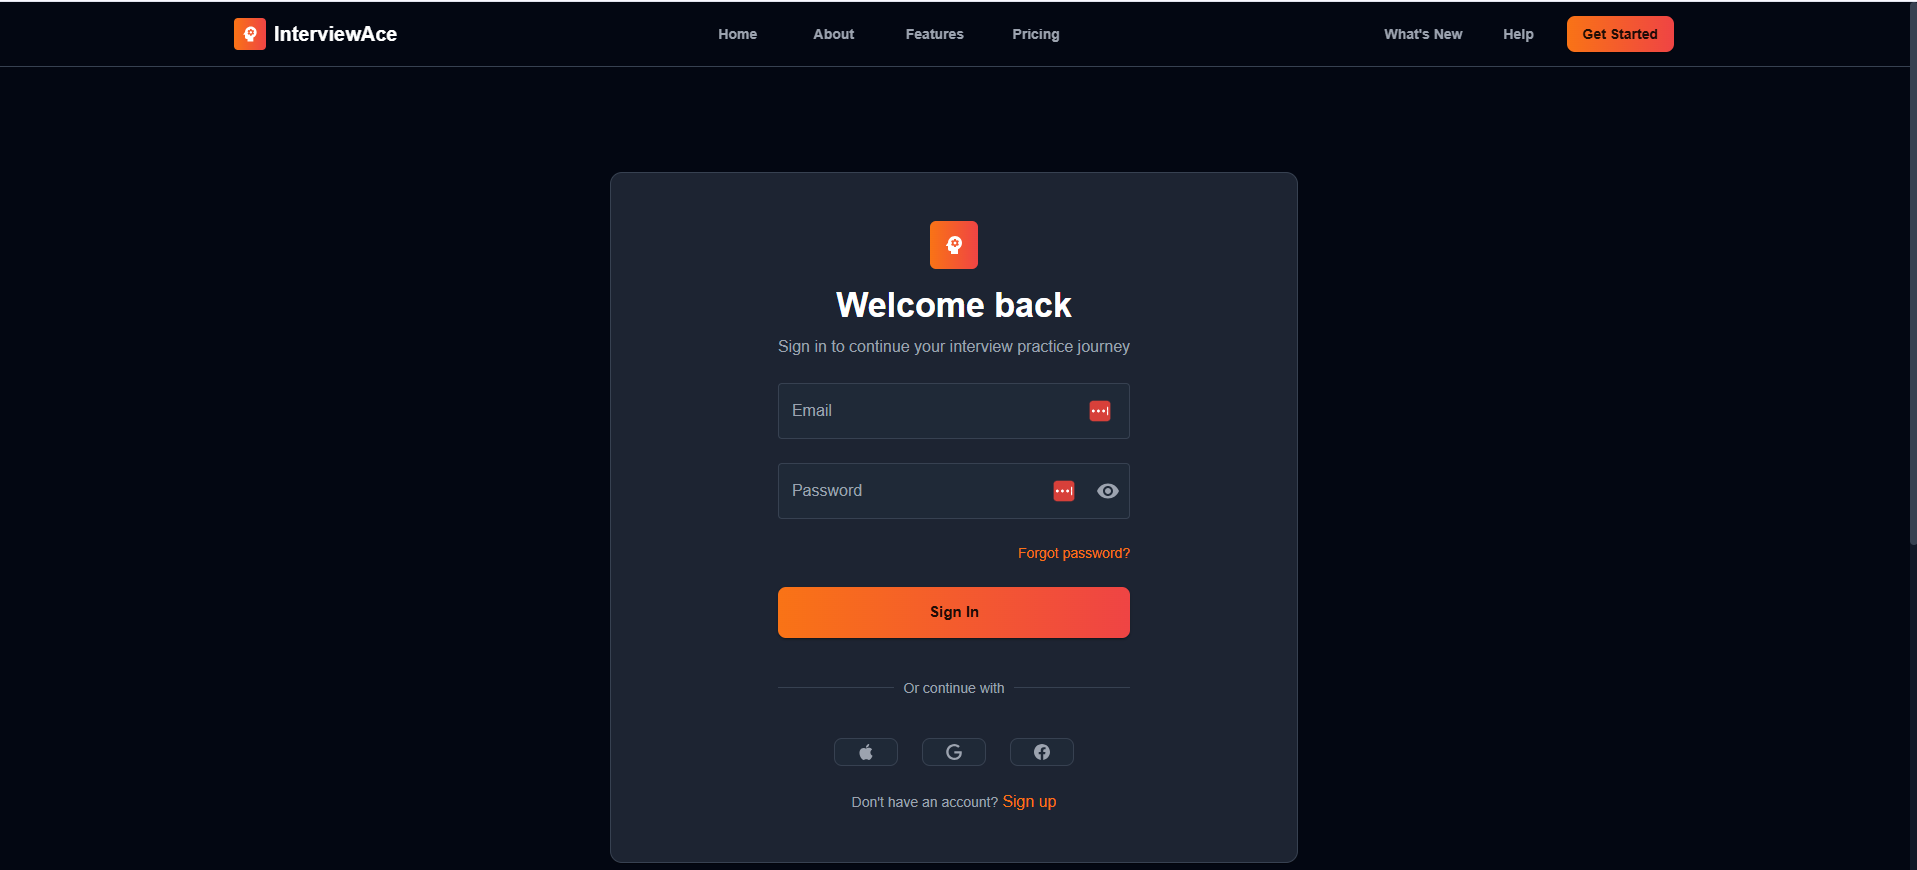 InterviewAce
Home About Features Pricing
What's New Help Get Started
Welcome back
Sign in to continue your interview practice journey
Email
Password
Forgot password?
Sign In
Or continue with
Don't have an account? Sign up